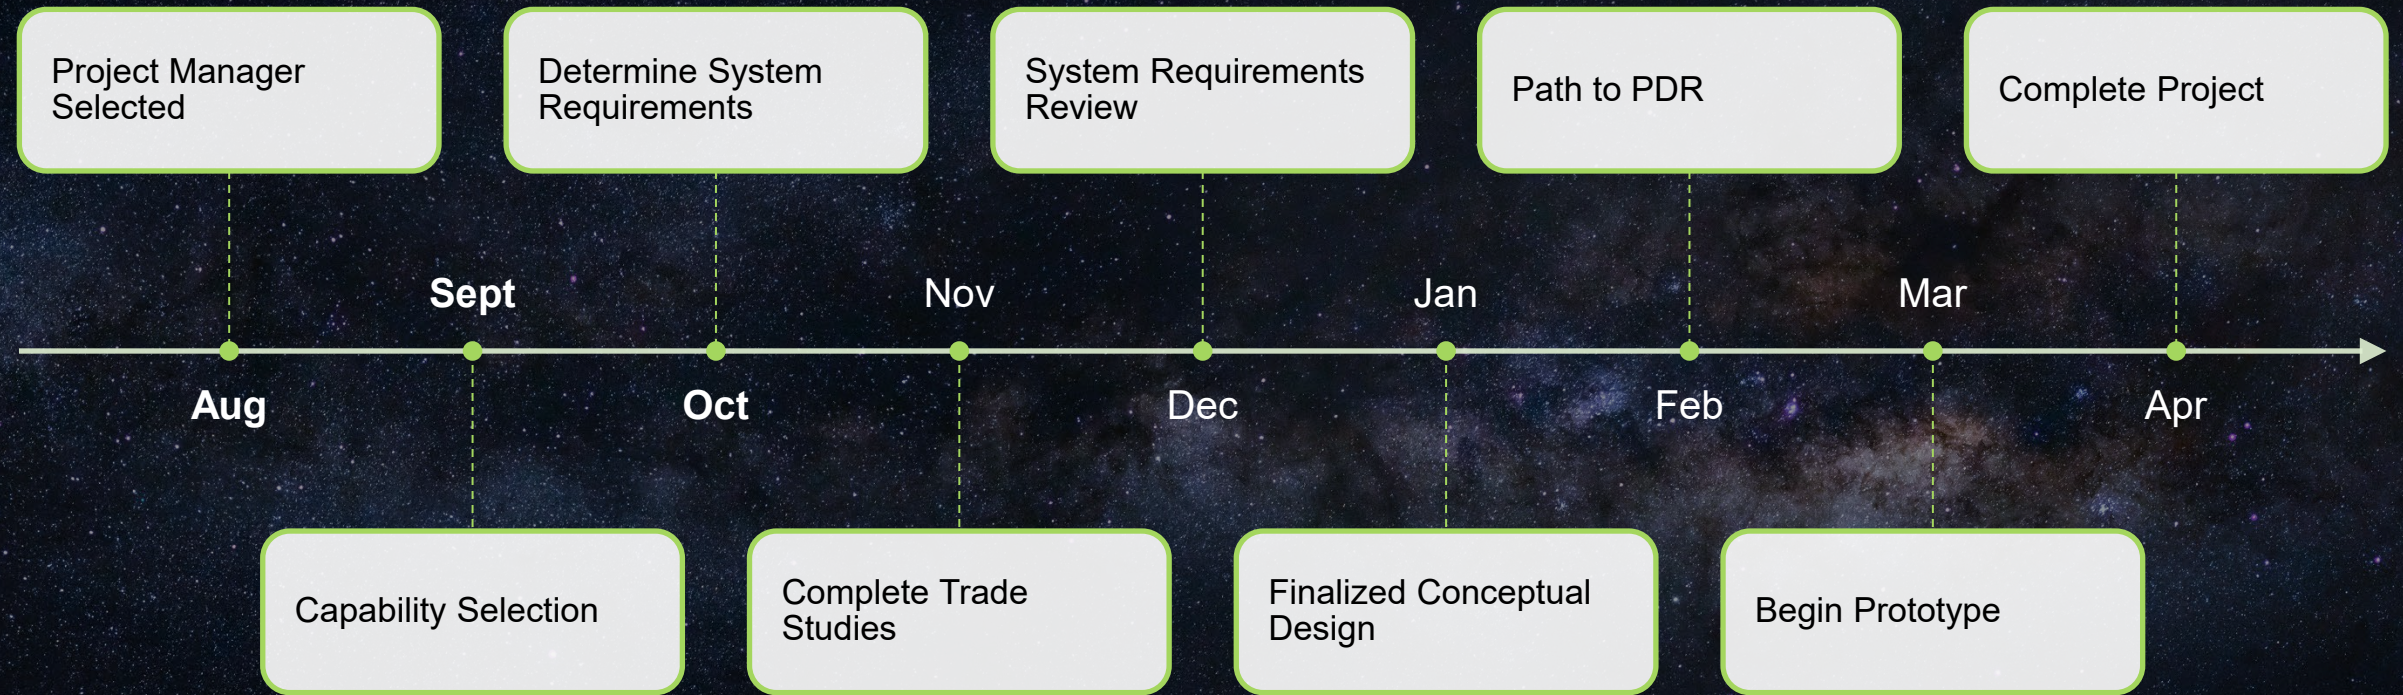 Project Manager
Selected
Determine System
Requirements
System Requirements
Review
Path to PDR
Complete Project
Sept
Nov
Jan
Mar
Aug
Oct
Dec
Feb
Apr
Capability Selection
Complete Trade
Studies
Finalized Conceptual
Design
Begin Prototype